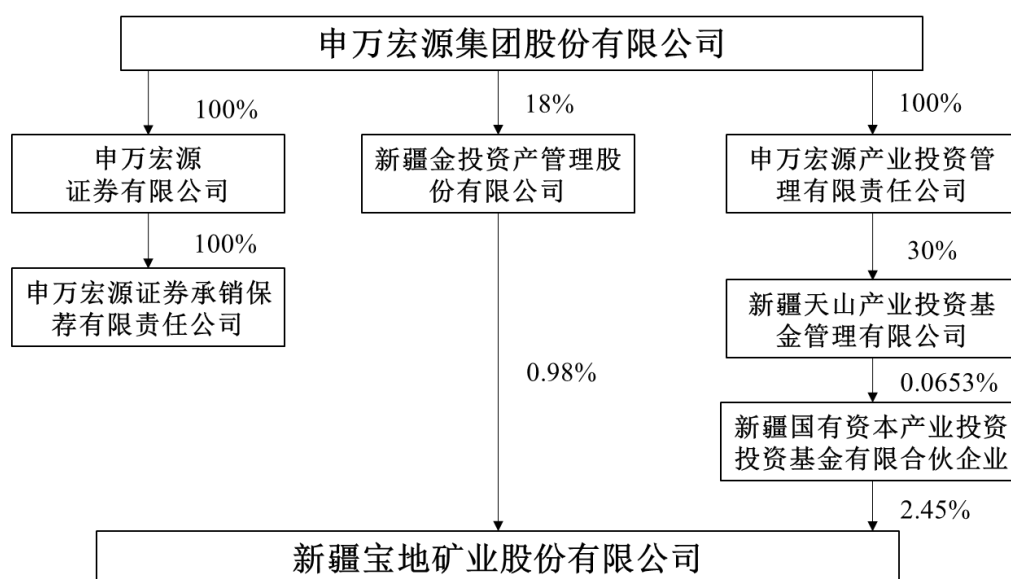 申万宏源集团股份有限公司
100%
18%
100%
申万宏源
证券有限公司
新疆金投资产管理股
份有限公司
申万宏源产业投资管
理有限责任公司
100%
30%
申万宏源证券承销保
荐有限责任公司
新疆天山产业投资基
金管理有限公司
0.98%
0.0653%
新疆国有资本产业投资
投资基金有限合伙企业
2.45%
新疆宝地矿业股份有限公司